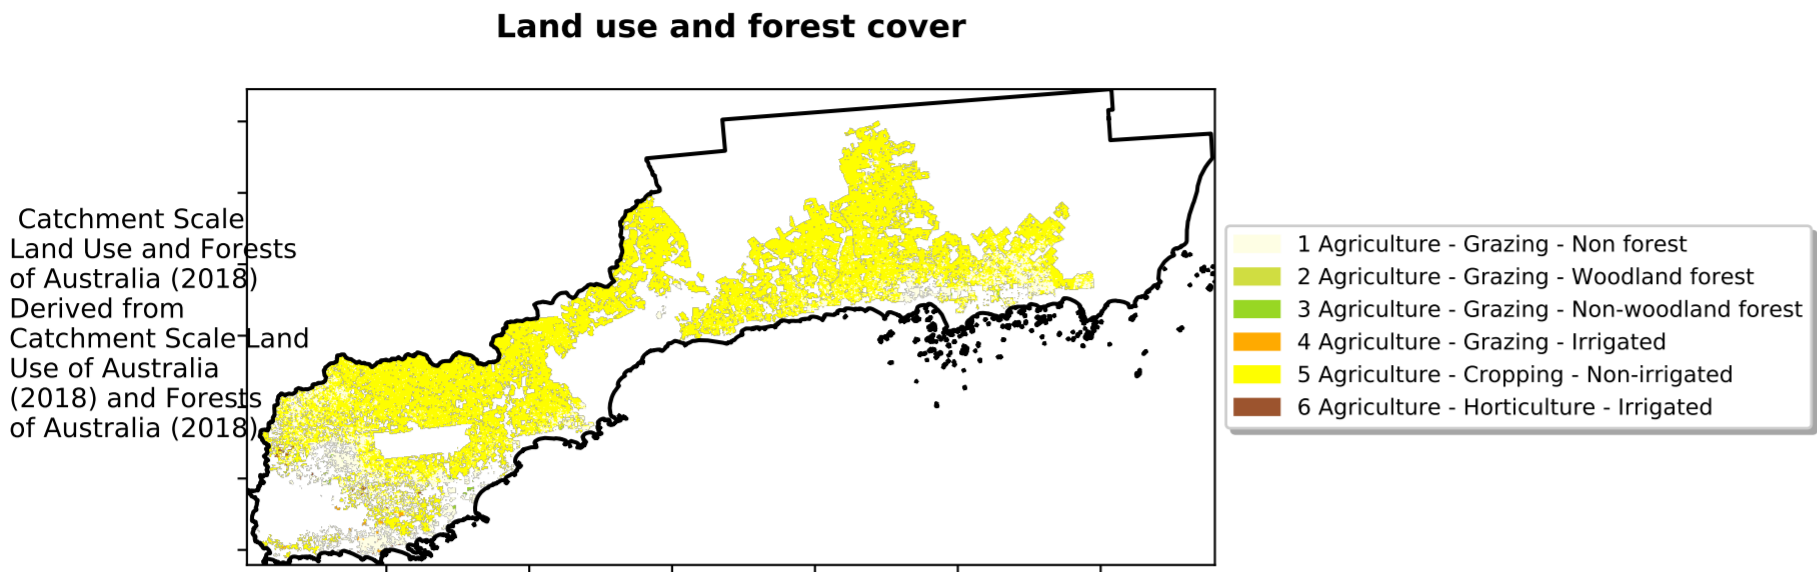 Land use and forest cover
Catchment Scale
Land Use and Forests
of Australia (2018)
Derived from
Catchment Scale Land
Use of Australia
(2018) and Forests
of Australia (2018)
1 Agriculture - Grazing - Non forest
2 Agriculture - Grazing - Woodland forest
3 Agriculture - Grazing - Non-woodland forest
4 Agriculture - Grazing - Irrigated
5 Agriculture - Cropping - Non-irrigated
6 Agriculture - Horticulture - Irrigated